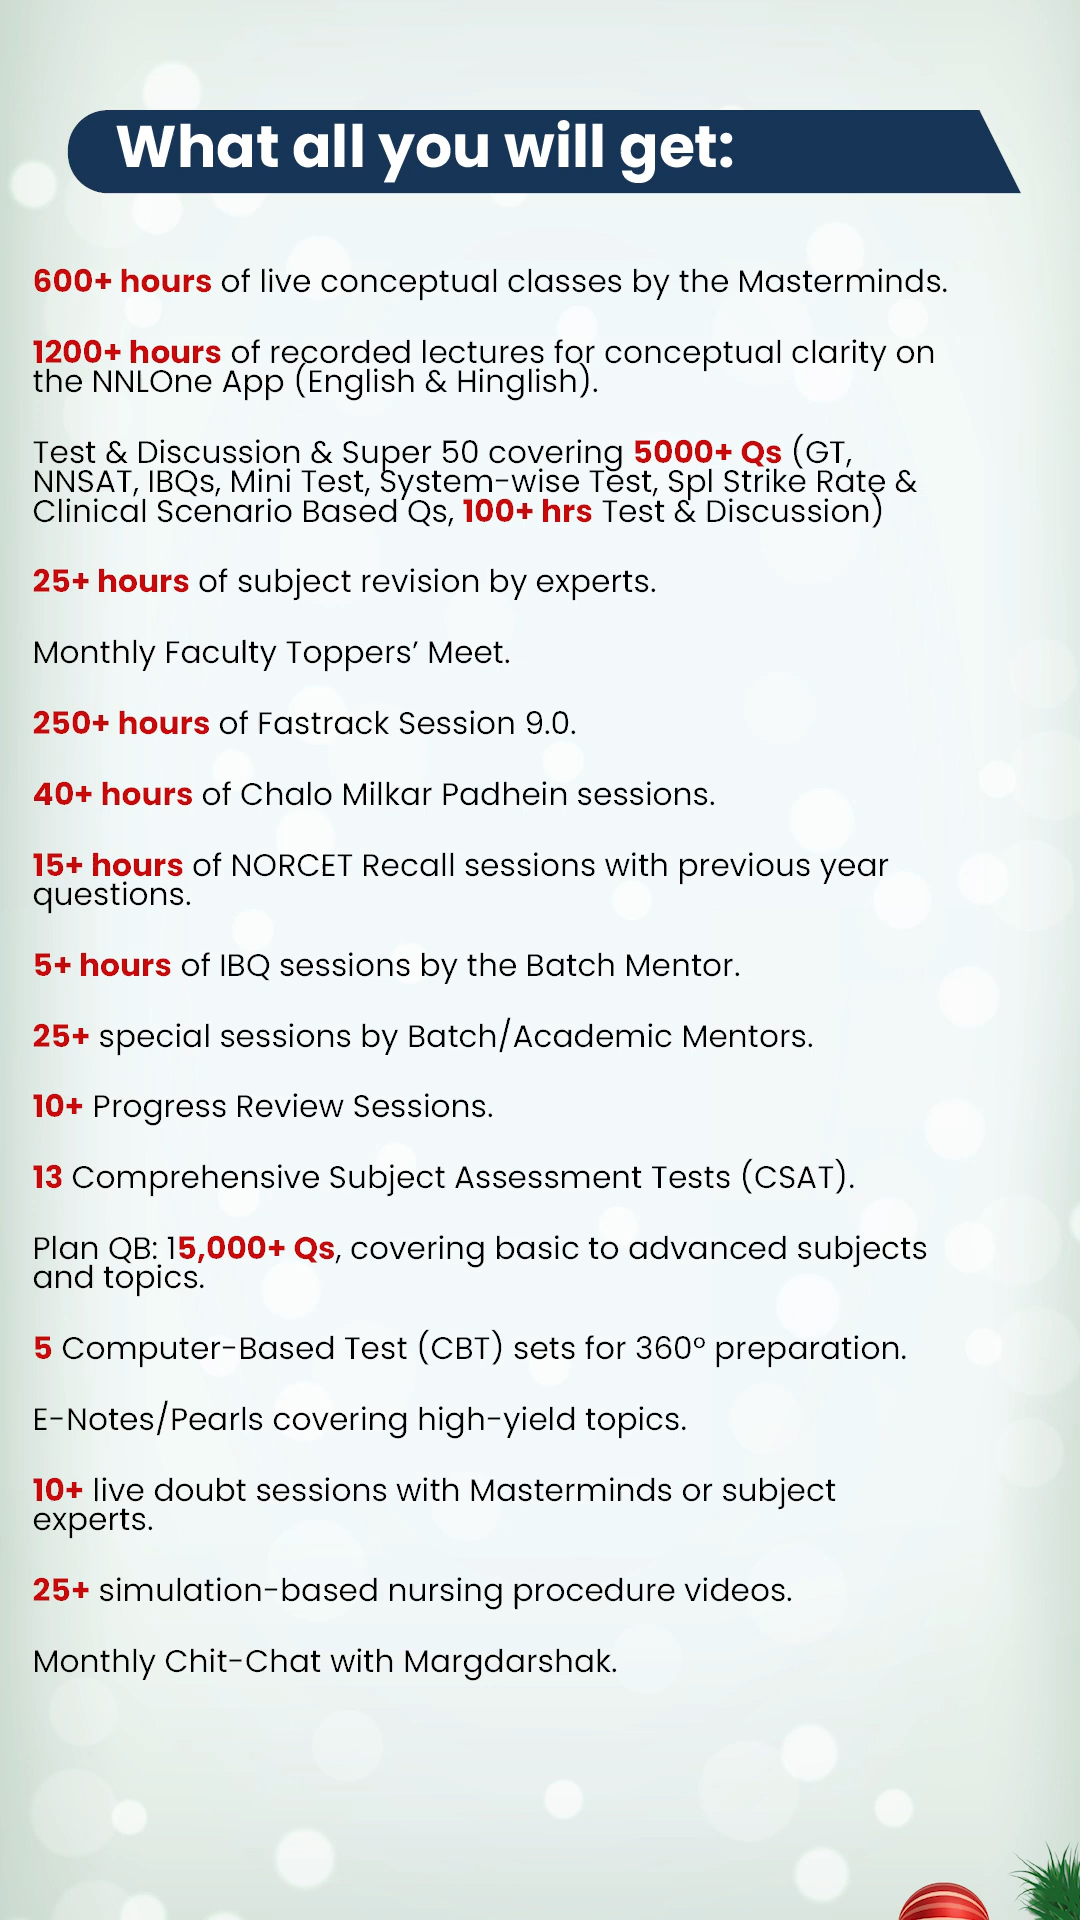 What all you will get:
600+ hours of live conceptual classes by the Masterminds.
1200+ hours of recorded lectures for conceptual clarity on
the NNLOne App (English & Hinglish).
Test & Discussion & Super 50 covering 5000+ Qs (GT,
NNSAT, IBQs, Mini Test, System-wise Test, Spl Strike Rate &
Clinical Scenario Based Qs, 100+ hrs Test & Discussion)
25+ hours of subject revision by experts.
Monthly Faculty Toppers’ Meet.
250+ hours of Fastrack Session 9.0.
40+ hours of Chalo Milkar Padhein sessions.
15+ hours of NORCET Recall sessions with previous year
questions.
5+ hours of IBQ sessions by the Batch Mentor.
25+ special sessions by Batch/Academic Mentors.
10+ Progress Review Sessions.
13 Comprehensive Subject Assessment Tests (CSAT).
Plan QB: 15,000+ Qs, covering basic to advanced subjects
and topics.
5 Computer-Based Test (CBT) sets for 360º preparation.
E-Notes/Pearls covering high-yield topics.
10+ live doubt sessions with Masterminds or subject
experts.
25+ simulation-based nursing procedure videos.
Monthly Chit-Chat with Margdarshak.